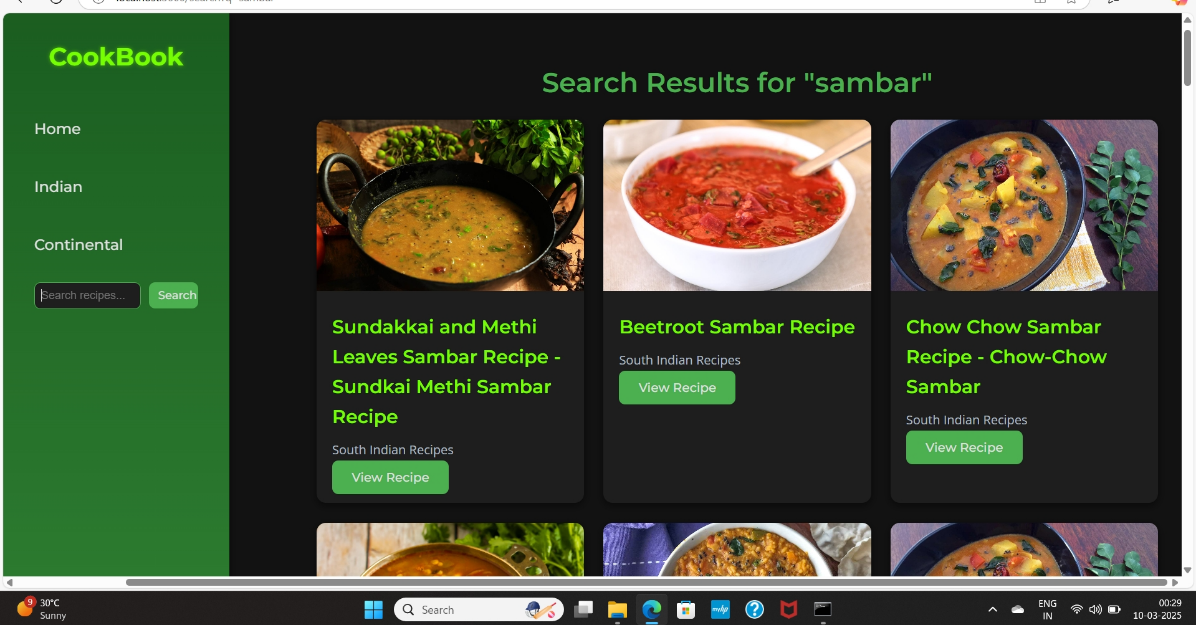 CookBook
Home
Indian
Continental
Search recipes...
Search
Search Results for "sambar"
Sundakkai and Methi
Leaves Sambar Recipe -
Sundkai Methi Sambar
Recipe
South Indian Recipes
View Recipe
Beetroot Sambar Recipe
South Indian Recipes
View Recipe
Chow Chow Sambar
Recipe - Chow-Chow
Sambar
South Indian Recipes
View Recipe
9
30°C
Sunny
Search
myhp
ENG
IN
00:29
10-03-2025